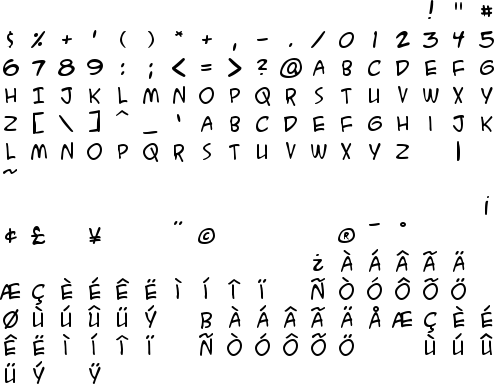 ! " #
$ % + ' ( ) * + , - . / 0 1 2 3 4 5
6 7 8 9 : ; < = > ? @ A B C D E F G
H I J K L M N O P Q R S T U V W X Y
Z [ \ ] ^ _ ' A B C D E F G H I J K
L M N O P Q R S T U V W X Y Z |
~
¡
¢ £ ¥ ¨ © ® ¯ °
¿ À Á Â Ã Ä
Æ Ç È É Ê Ë Ì Í Î Ï Ñ Ò Ó Ô Õ Ö
Ø Ù Ú Û Ü Ý B À Á Â Ã Ä Å Æ Ç È É
Ê Ë Ì Í Î Ï Ñ Ò Ó Ô Õ Ö Ù Ú Û
Ü Ý Ÿ